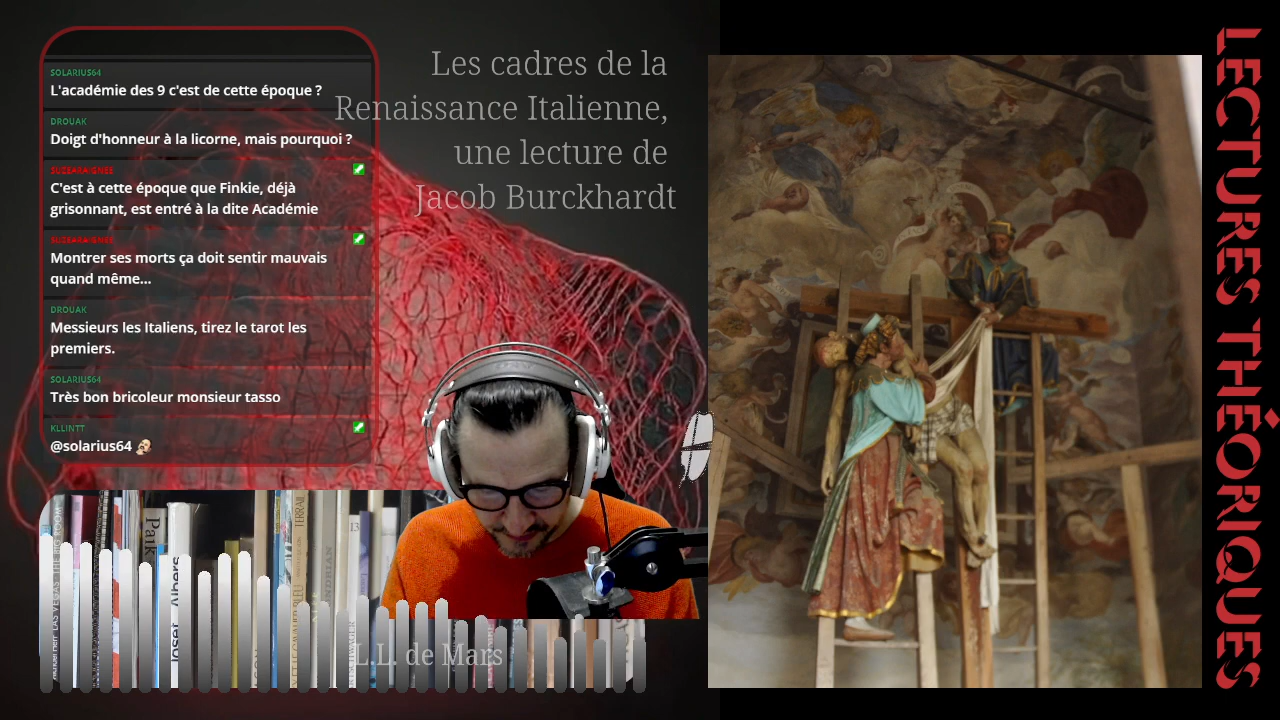 SOLARIUS64
L'académie des 9 c'est de cette époque ?
DROUAK
Doigt d'honneur à la licorne, mais pourquoi ?
SUZEARAIGNEE
C'est à cette époque que Finkie, déjà
grisonnant, est entré à la dite Académie
SUZEARAIGNEE
Montrer ses morts ça doit sentir mauvais
quand même...
DROUAK
Messieurs les Italiens, tirez le tarot les
premiers.
SOLARIUS64
Très bon bricoleur monsieur tasso
KLLINTT
@solarius64
Les cadres de la
Renaissance Italienne,
une lecture de
Jacob Burckhardt
Josef Albers
TERRAIL
L.L. de Mars
LECTURES THÉORIQUES